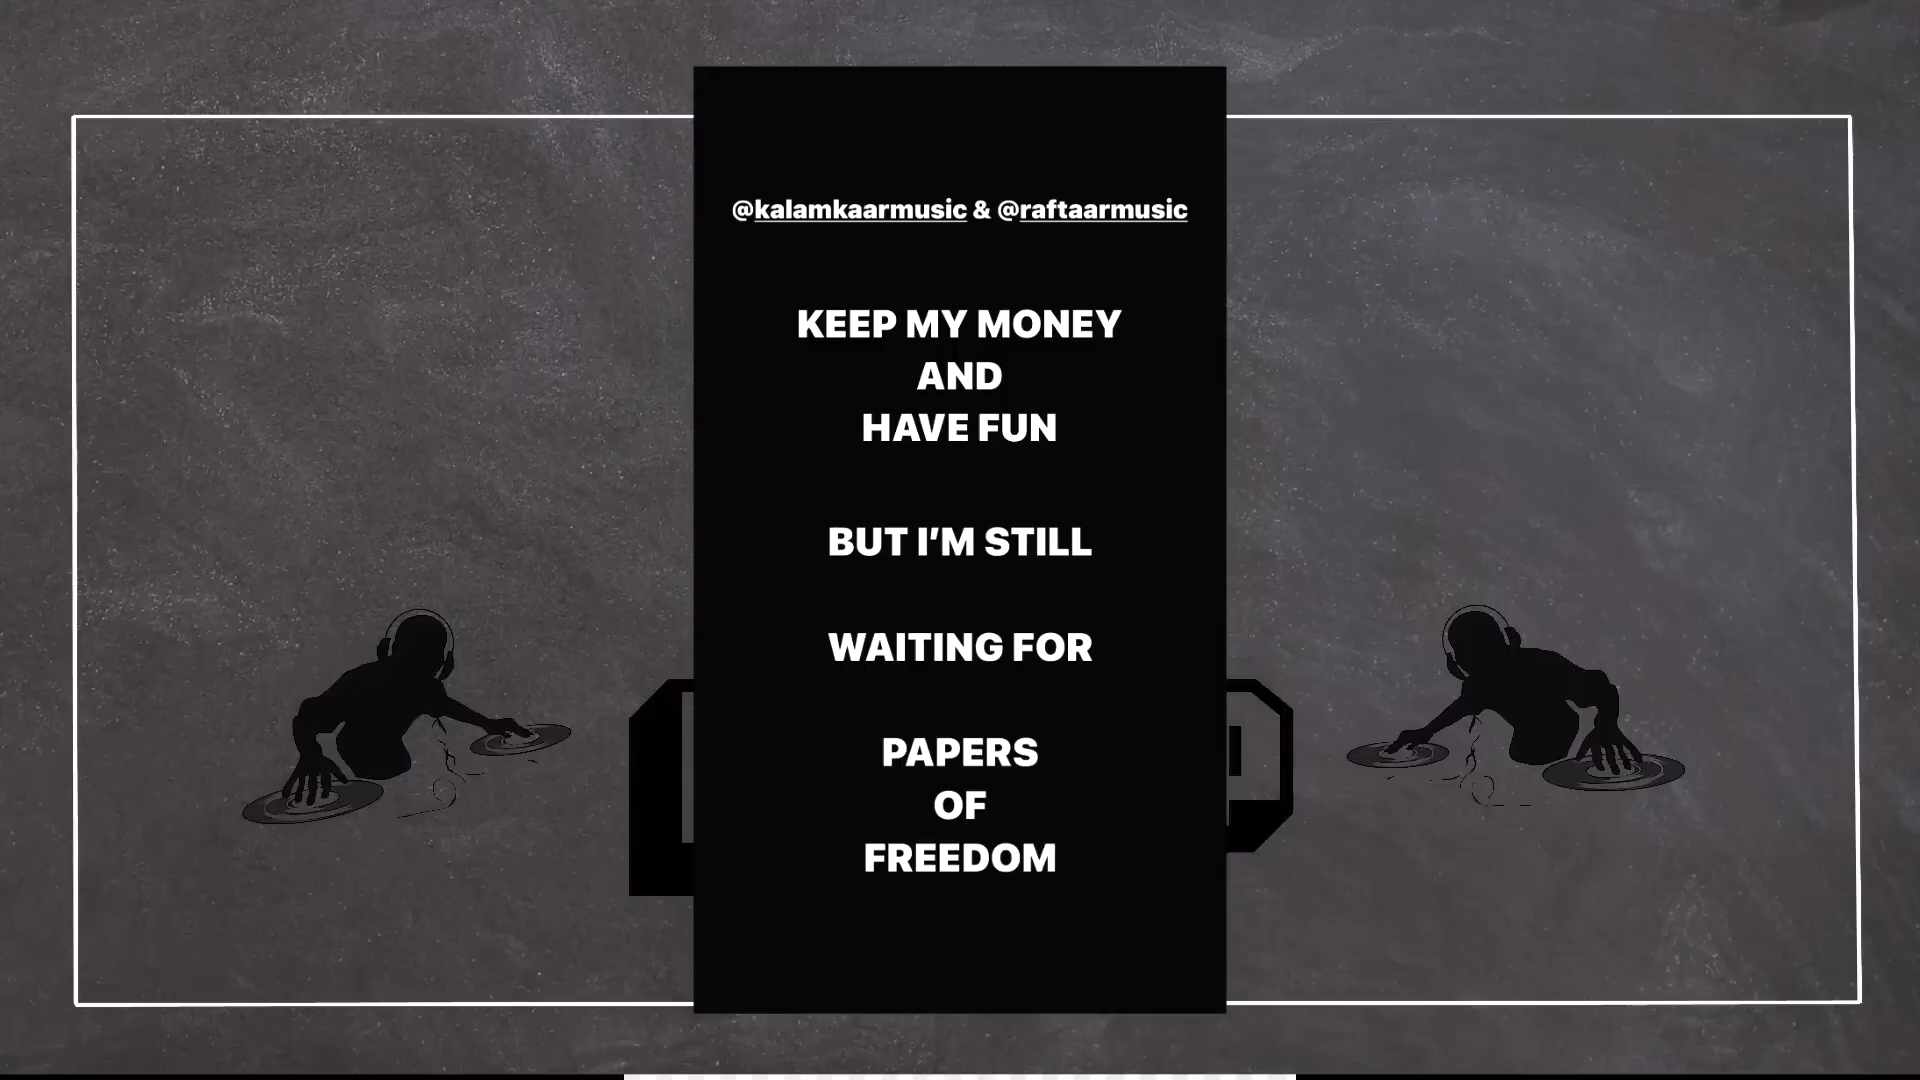 @kalamkaarmusic & @raftaarmusic
KEEP MY MONEY
AND
HAVE FUN
BUT I'M STILL
WAITING FOR
PAPERS
OF
FREEDOM